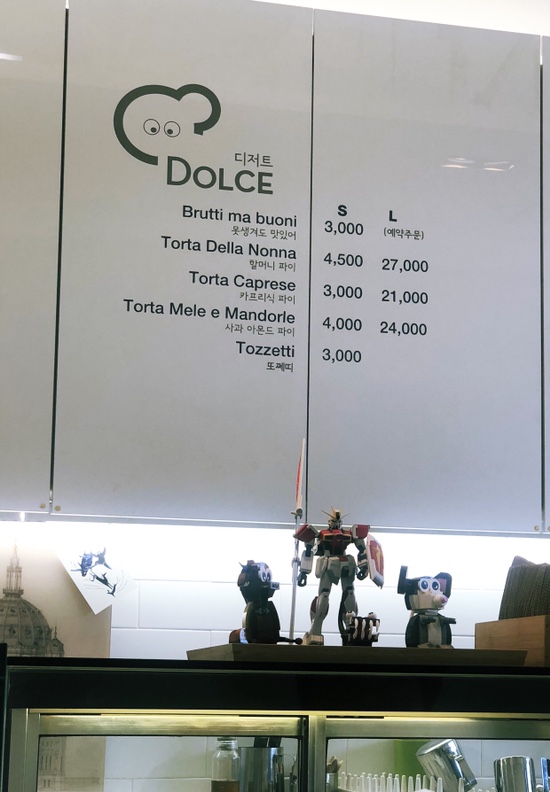 디저트
DOLCE
S L
Brutti ma buoni 3,000 (예약주문)
못생겨도 맛있어
Torta Della Nonna 4,500 27,000
할머니 파이
Torta Caprese 3,000 21,000
카프리식 파이
Torta Mele e Mandorle 4,000 24,000
사과 아몬드 파이
Tozzetti 3,000
또쩨띠